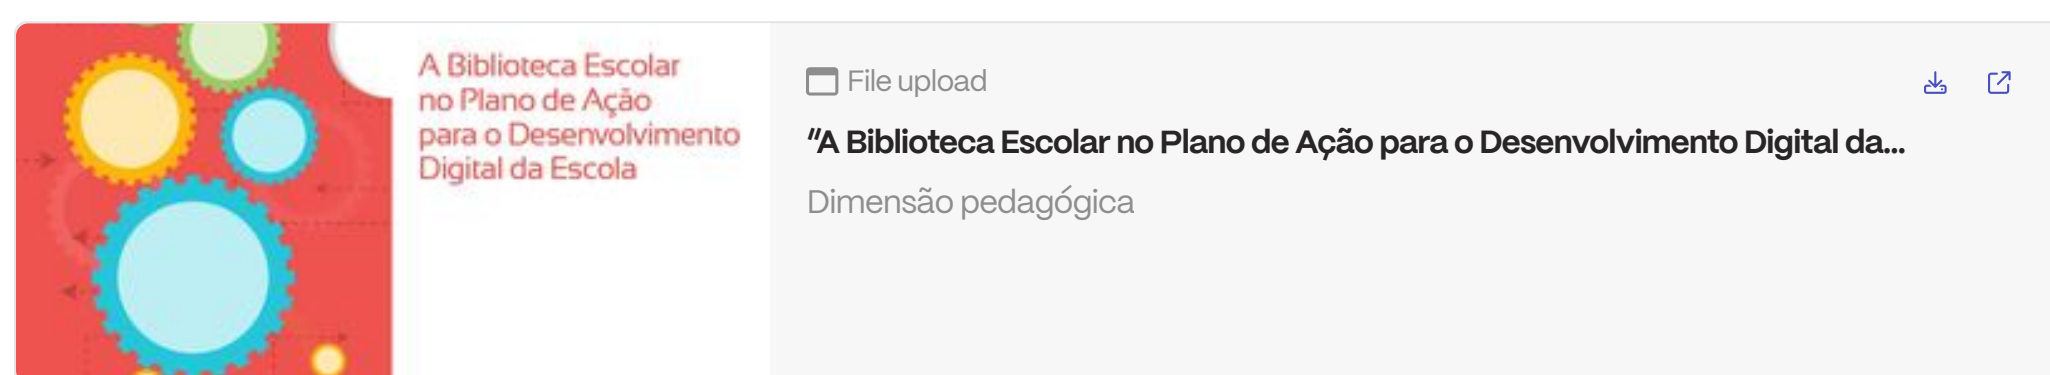 A Biblioteca Escolar
no Plano de Ação
para o Desenvolvimento
Digital da Escola
File upload
“A Biblioteca Escolar no Plano de Ação para o Desenvolvimento Digital da...
Dimensão pedagógica